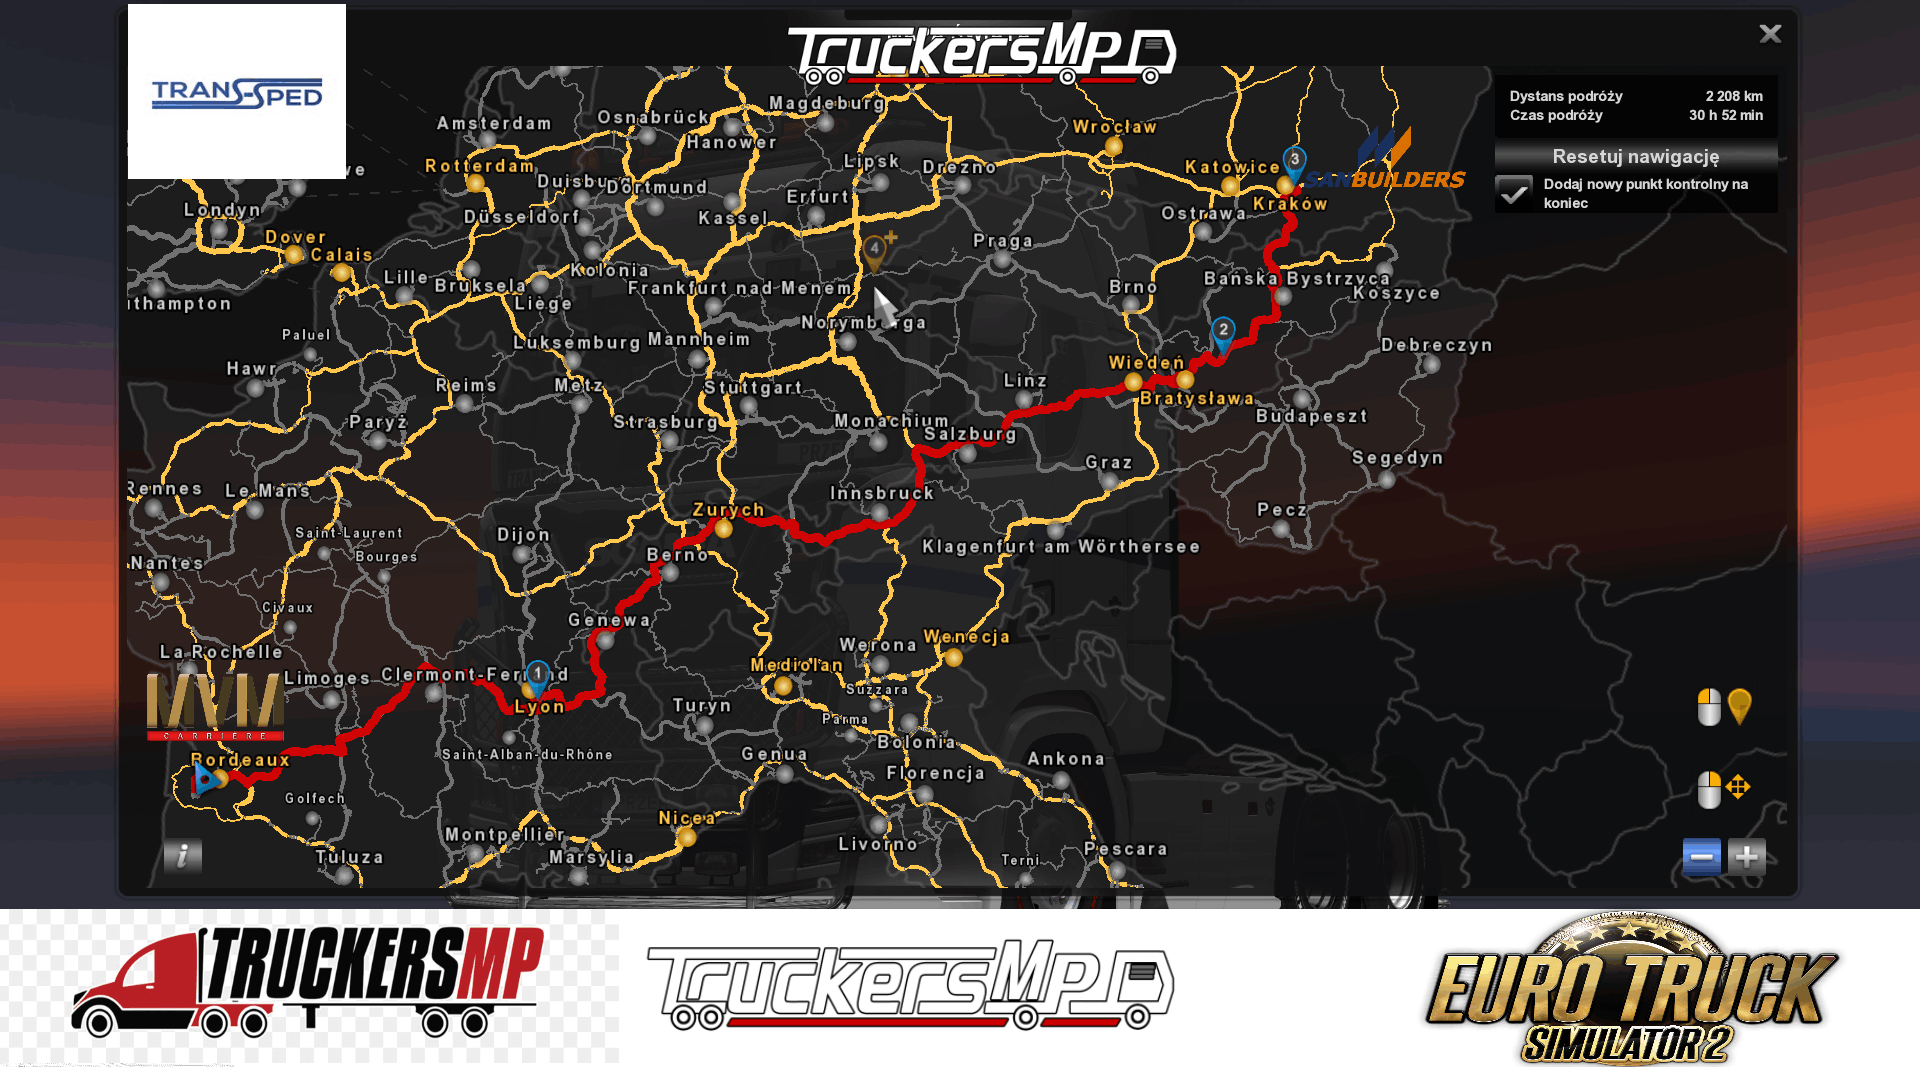 TRANS-SPED
TruckersMP
Dystans podróży 2 208 km
Czas podróży 30 h 52 min
Resetuj nawigację
Dodaj nowy punkt kontrolny na
koniec
Magdeburg
Amsterdam
Osnabrück
Hanower
Wrocław
Rotterdam
Duisburg
Dortmund
Lipsk
Drezno
Katowice
3
SANBUILDERS
Londyn
Düsseldorf
Kassel
Erfurt
Ostrawa
Kraków
Dover
Calais
Praga
4
Lille
Bruksela
Kolonia
Liège
Frankfurt nad Menem
Brno
Bańska Bystrzyca
Koszyce
uthampton
Paluel
Norymberga
2
Luksemburg
Mannheim
Debreczyn
Hawr
Reims
Metz
Stuttgart
Linz
Wiedeń
Bratysława
Paryż
Strasburg
Monachium
Salzburg
Budapeszt
Graz
Segedyn
Rennes
Le Mans
Innsbruck
Zurych
Pecz
Saint-Laurent
Dijon
Bourges
Berno
Klagenfurt am Wörthersee
Nantes
Civaux
Genewa
La Rochelle
Werona
Wenecja
Limoges
Clermont-Ferrand
1
Mediolan
Suzzara
MVM
CARRIERE
Lyon
Turyn
Parma
Bolonia
Bordeaux
Saint-Alban-du-Rhône
Genua
Florencja
Ankona
Golfech
Nicea
Montpellier
Marsylia
Livorno
Tuluza
Terni
Pescara
i
TRUCKERSMP
TruckersMP
EURO TRUCK
SIMULATOR 2